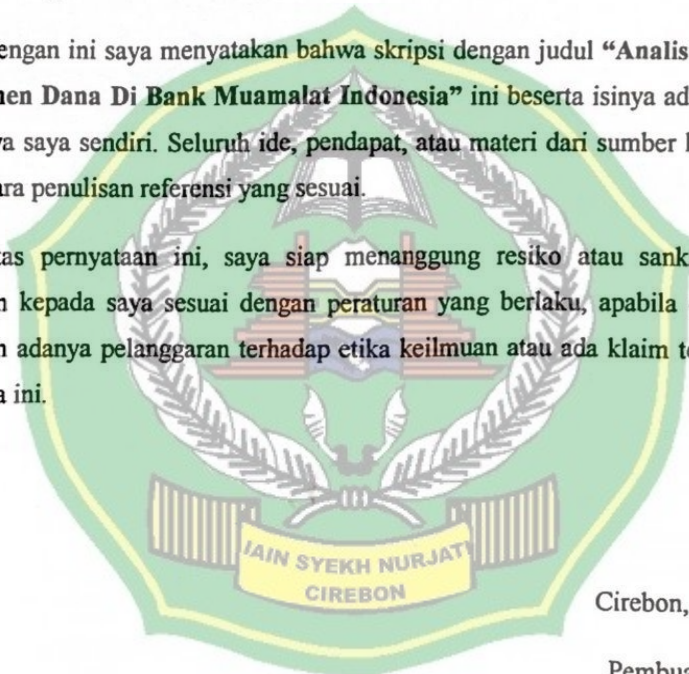 engan ini saya menyatakan bahwa skripsi dengan judul “Analis
nen Dana Di Bank Muamalat Indonesia” ini beserta isinya ad
a saya sendiri. Seluruh ide, pendapat, atau materi dari sumber l
ara penulisan referensi yang sesuai.
tas pernyataan ini, saya siap menanggung resiko atau sank
n kepada saya sesuai dengan peraturan yang berlaku, apabila
n adanya pelanggaran terhadap etika keilmuan atau ada klaim te
a ini.
IAIN SYEKH NURJATI
CIREBON
Cirebon,
Pembua